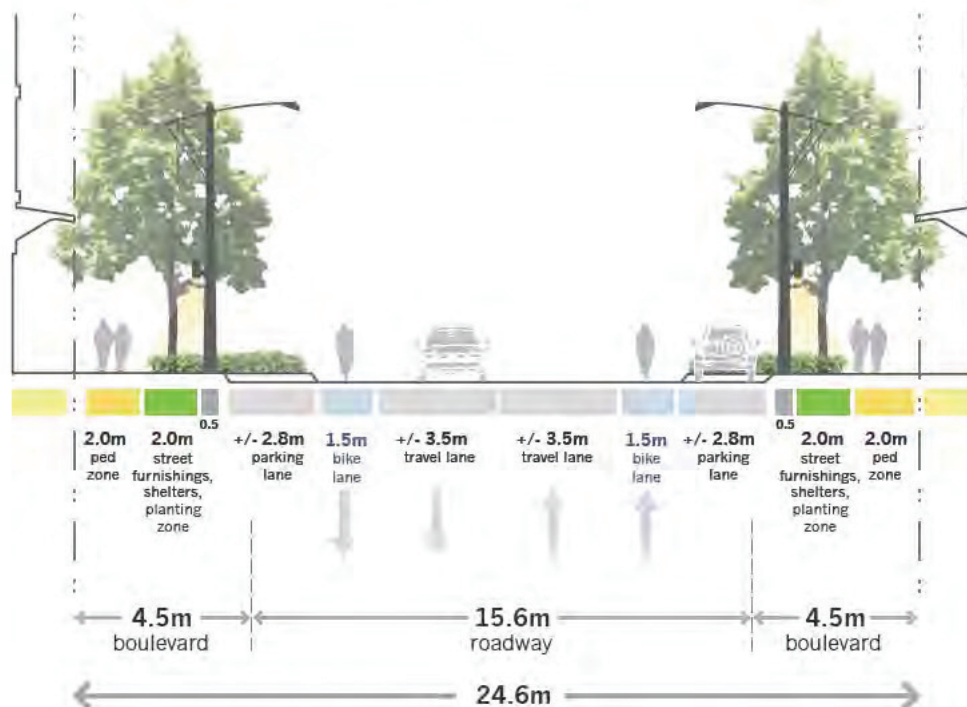 0.5
0.5
2.0m
ped
zone
2.0m
street
furnishings,
shelters,
planting
zone
+/- 2.8m
parking
lane
1.5m
bike
lane
+/- 3.5m
travel lane
+/- 3.5m
travel lane
1.5m
bike
lane
+/- 2.8m
parking
lane
2.0m
street
furnishings,
shelters,
planting
zone
2.0m
ped
zone
4.5m
boulevard
15.6m
roadway
4.5m
boulevard
24.6m